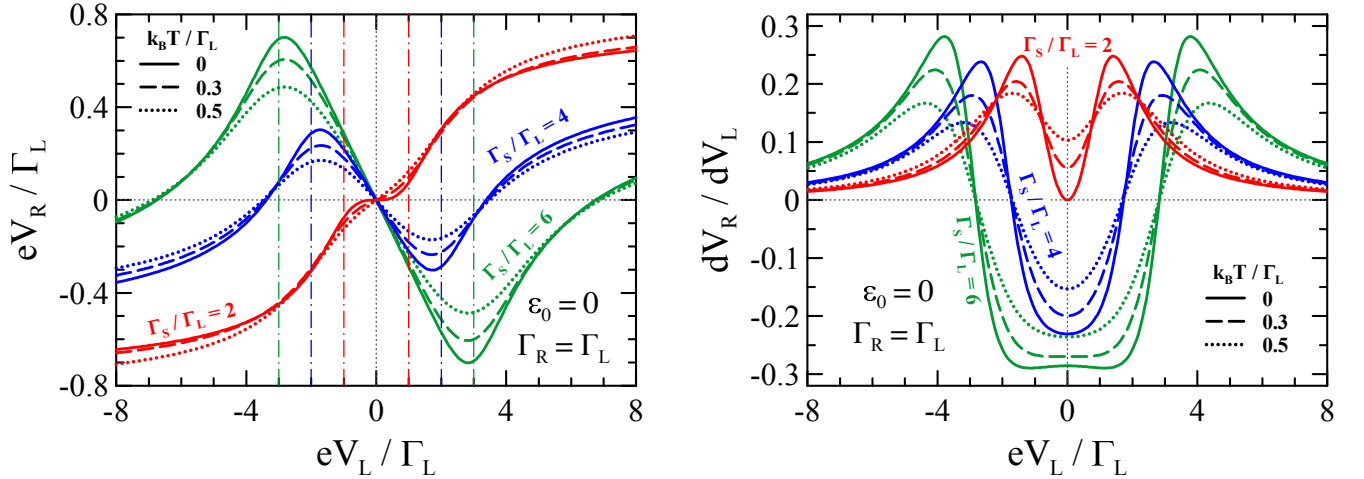 k_B T / Γ_L
0
0.3
0.5
Γ_S / Γ_L = 4
Γ_S / Γ_L = 6
Γ_S / Γ_L = 2
ε_0 = 0
Γ_R = Γ_L
0.8
0.4
0
-0.4
-0.8
eV_R / Γ_L
-8 -4 0 4 8
eV_L / Γ_L
Γ_S / Γ_L = 2
Γ_S / Γ_L = 4
Γ_S / Γ_L = 6
ε_0 = 0
Γ_R = Γ_L
k_B T / Γ_L
0
0.3
0.5
0.3
0.2
0.1
0
-0.1
-0.2
-0.3
dV_R / dV_L
-8 -4 0 4 8
eV_L / Γ_L